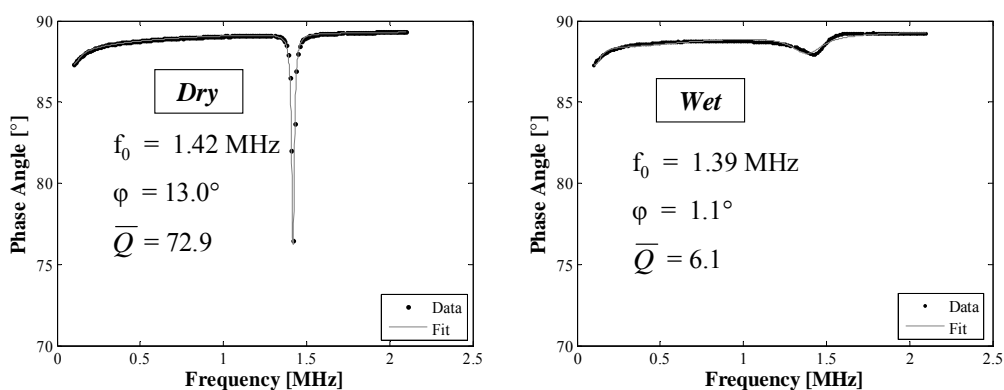 90
85
80
75
70
Phase Angle [°]
Dry
f₀ = 1.42 MHz
φ = 13.0°
Q̅ = 72.9
Data
Fit
0 0.5 1 1.5 2 2.5
Frequency [MHz]
90
85
80
75
70
Phase Angle [°]
Wet
f₀ = 1.39 MHz
φ = 1.1°
Q̅ = 6.1
Data
Fit
0 0.5 1 1.5 2 2.5
Frequency [MHz]